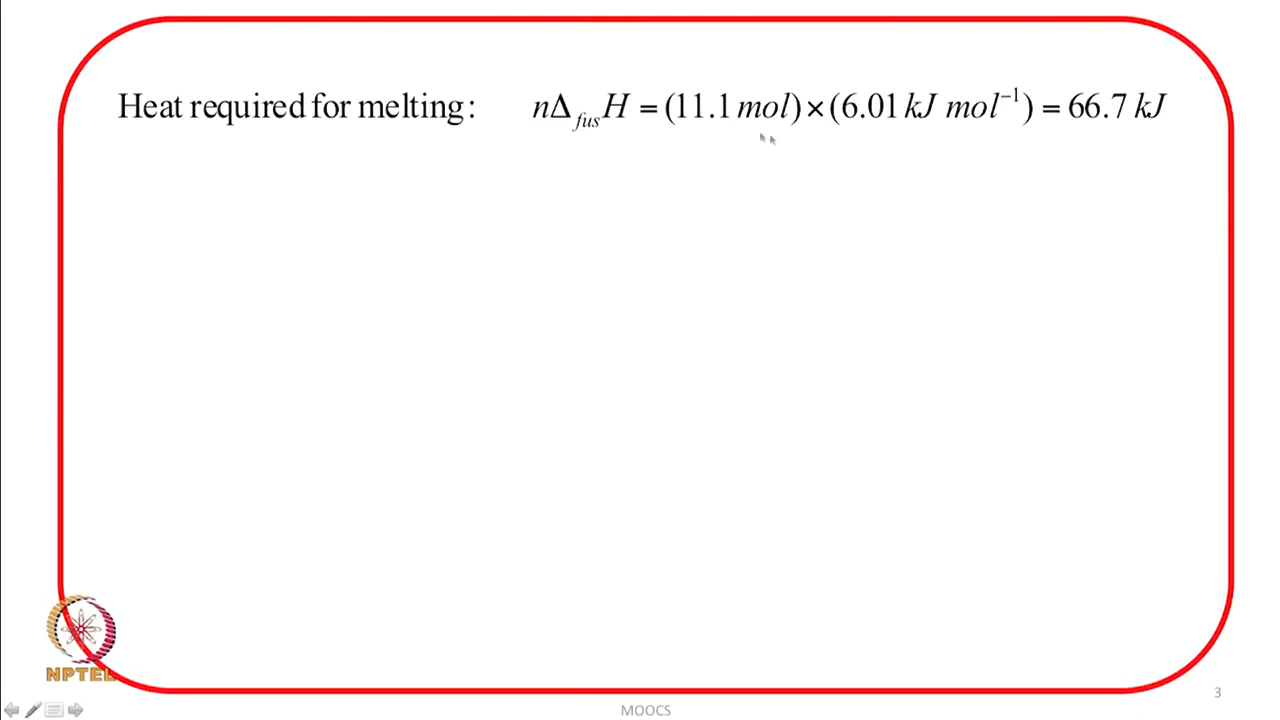 Heat required for melting: nΔ_fus H = (11.1 mol) × (6.01 kJ mol⁻¹) = 66.7 kJ
NPTEL
3
MOOCS